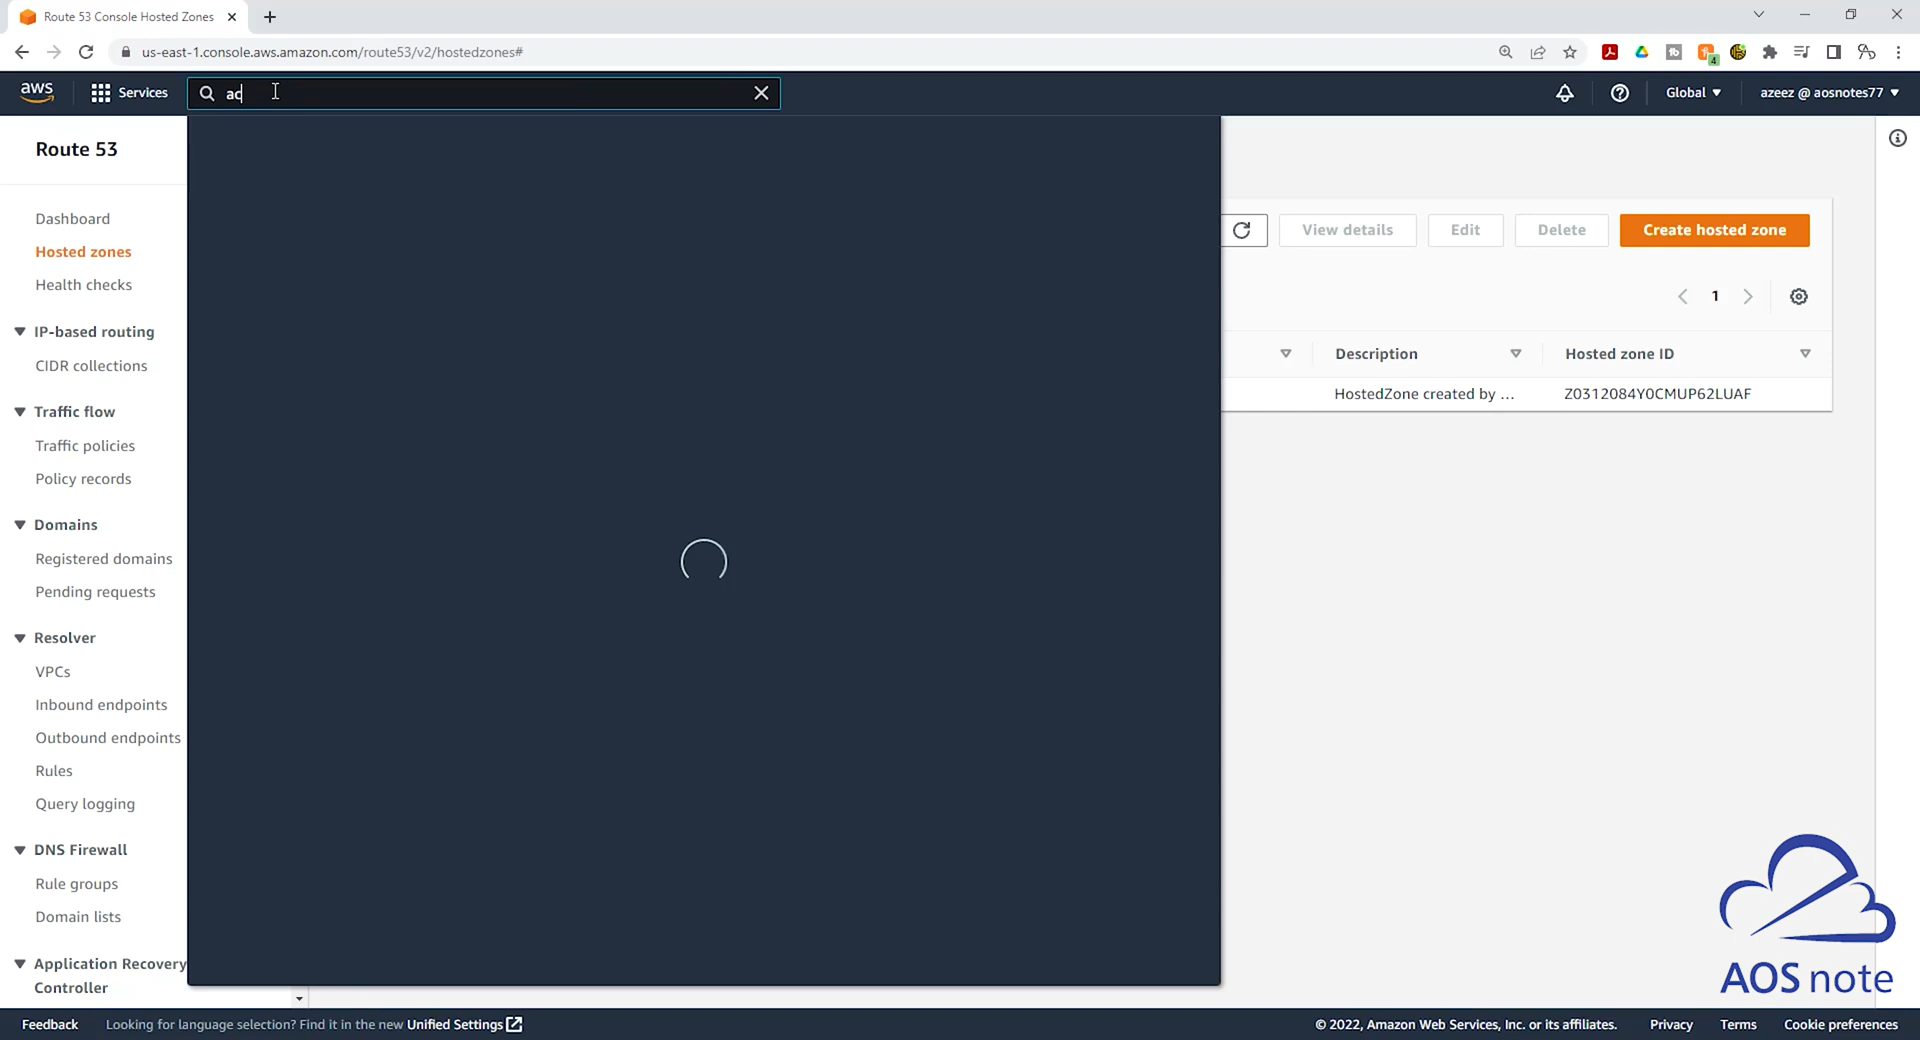 Route 53 Console Hosted Zones
us-east-1.console.aws.amazon.com/route53/v2/hostedzones#
4
aws
Services
ac
Global
azeez @ aosnotes77
Route 53
Dashboard
Hosted zones
Health checks
IP-based routing
CIDR collections
Traffic flow
Traffic policies
Policy records
Domains
Registered domains
Pending requests
Resolver
VPCs
Inbound endpoints
Outbound endpoints
Rules
Query logging
DNS Firewall
Rule groups
Domain lists
Application Recovery
Controller
View details
Edit
Delete
Create hosted zone
1
Description
Hosted zone ID
HostedZone created by ...
Z0312084Y0CMUP62LUAF
AOS note
Feedback
Looking for language selection? Find it in the new Unified Settings
© 2022, Amazon Web Services, Inc. or its affiliates.
Privacy
Terms
Cookie preferences